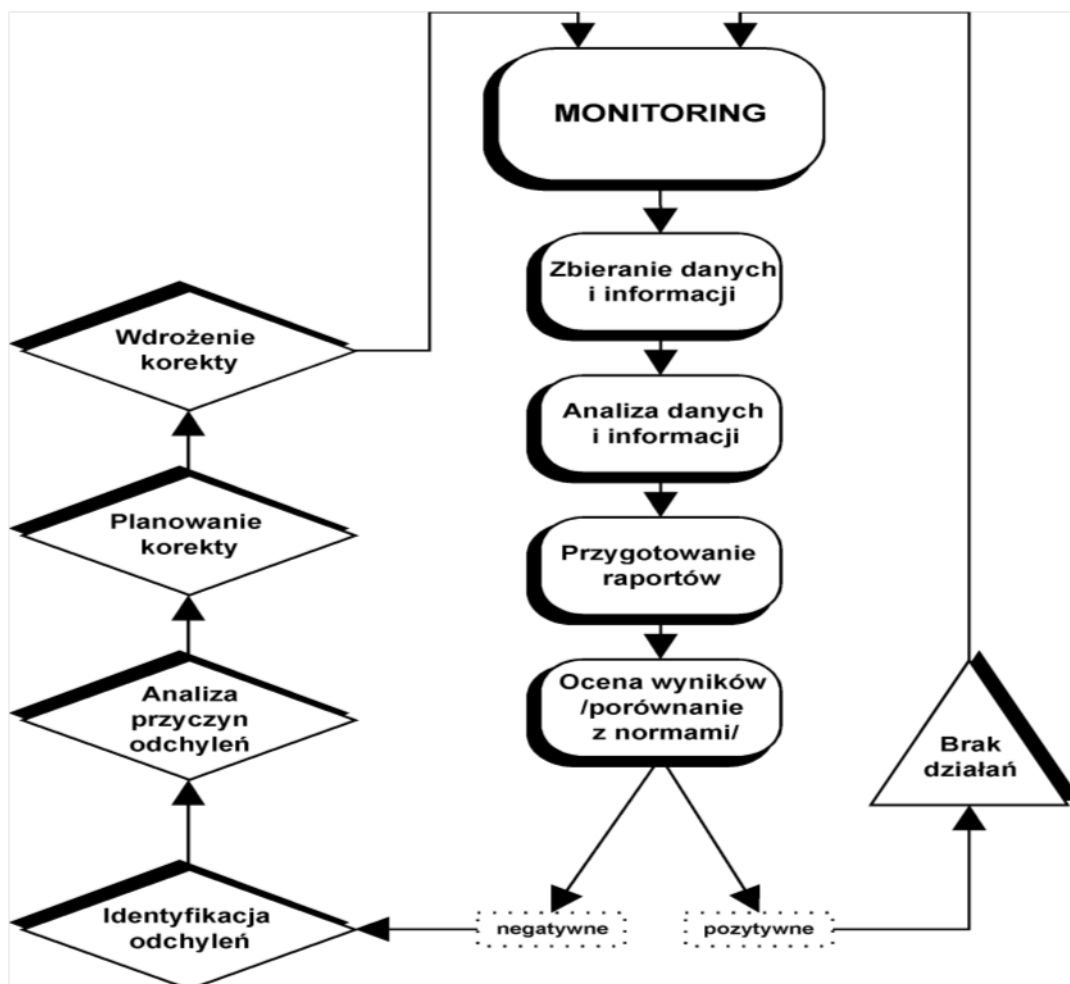 MONITORING
Zbieranie danych
i informacji
Analiza danych
i informacji
Przygotowanie
raportów
Ocena wyników
/porównanie
z normami/
negatywne
pozytywne
Identyfikacja
odchyleń
Analiza
przyczyn
odchyleń
Planowanie
korekty
Wdrożenie
korekty
Brak
działań